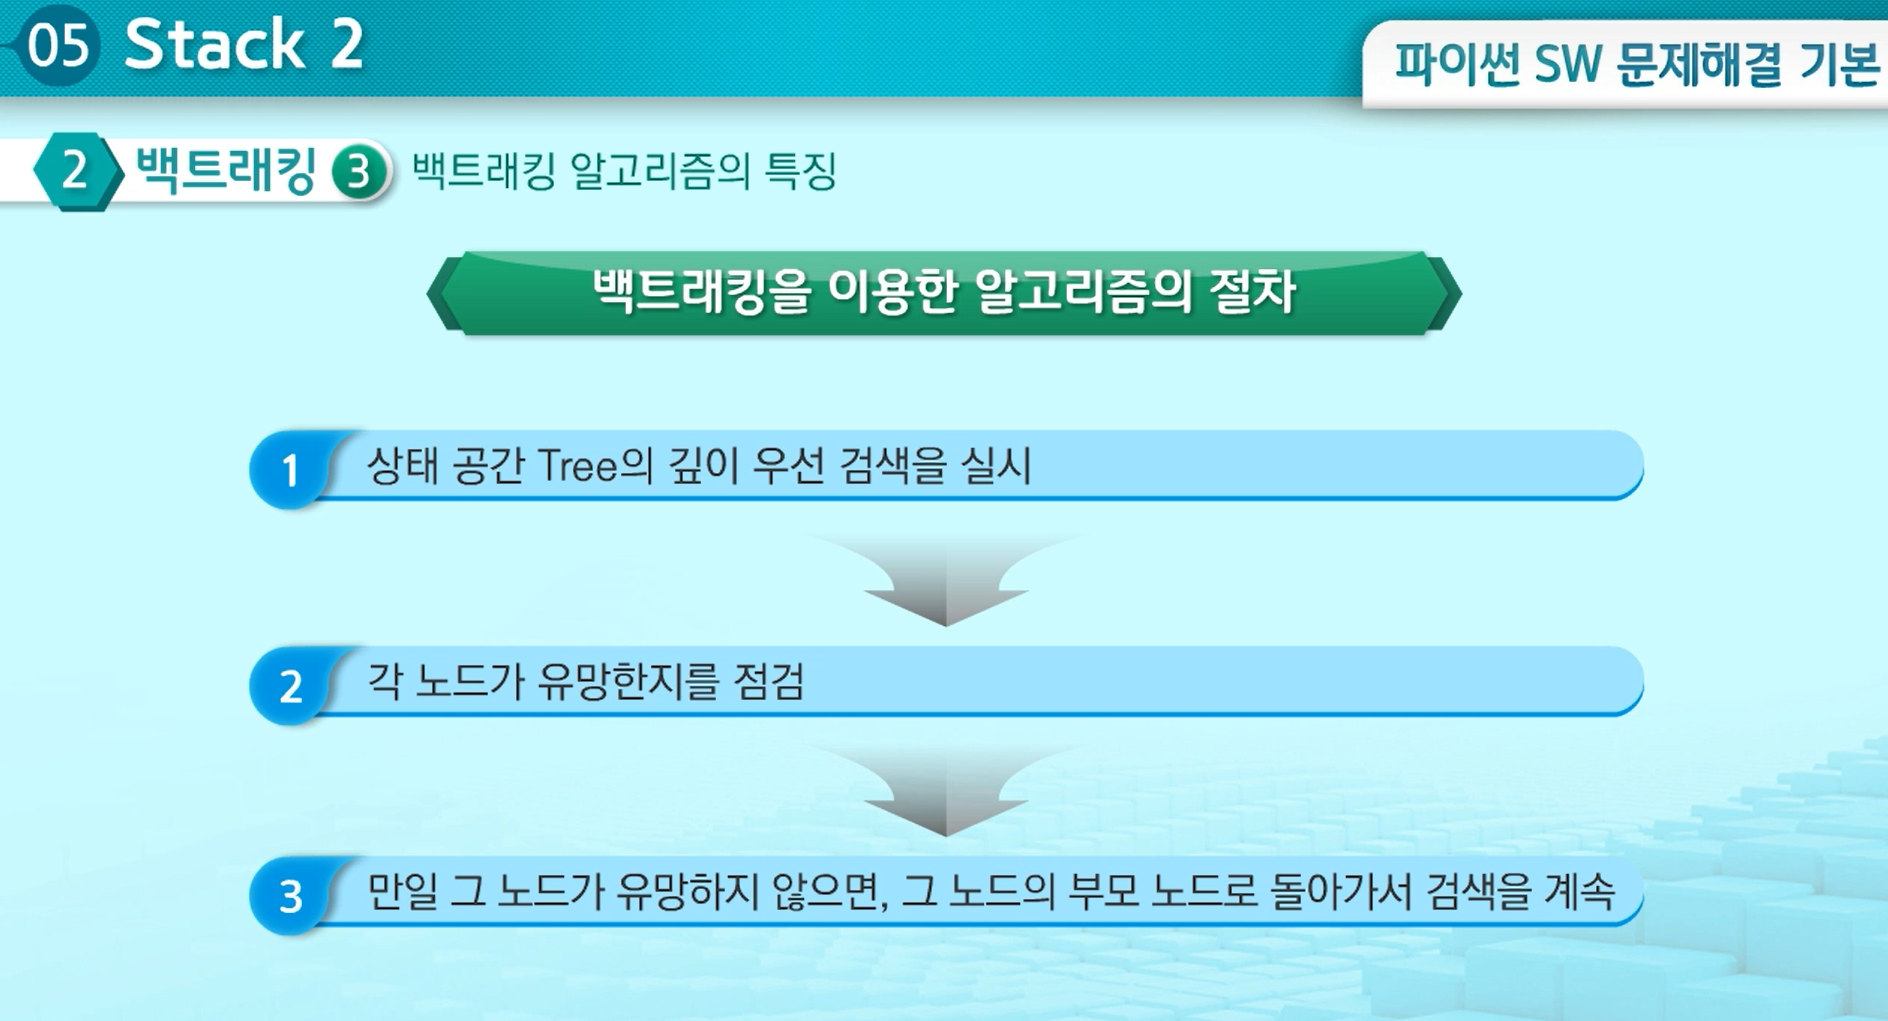 05 Stack 2
파이썬 SW 문제해결 기본
2 백트래킹 3 백트래킹 알고리즘의 특징
백트래킹을 이용한 알고리즘의 절차
1 상태 공간 Tree의 깊이 우선 검색을 실시
2 각 노드가 유망한지를 점검
3 만일 그 노드가 유망하지 않으면, 그 노드의 부모 노드로 돌아가서 검색을 계속